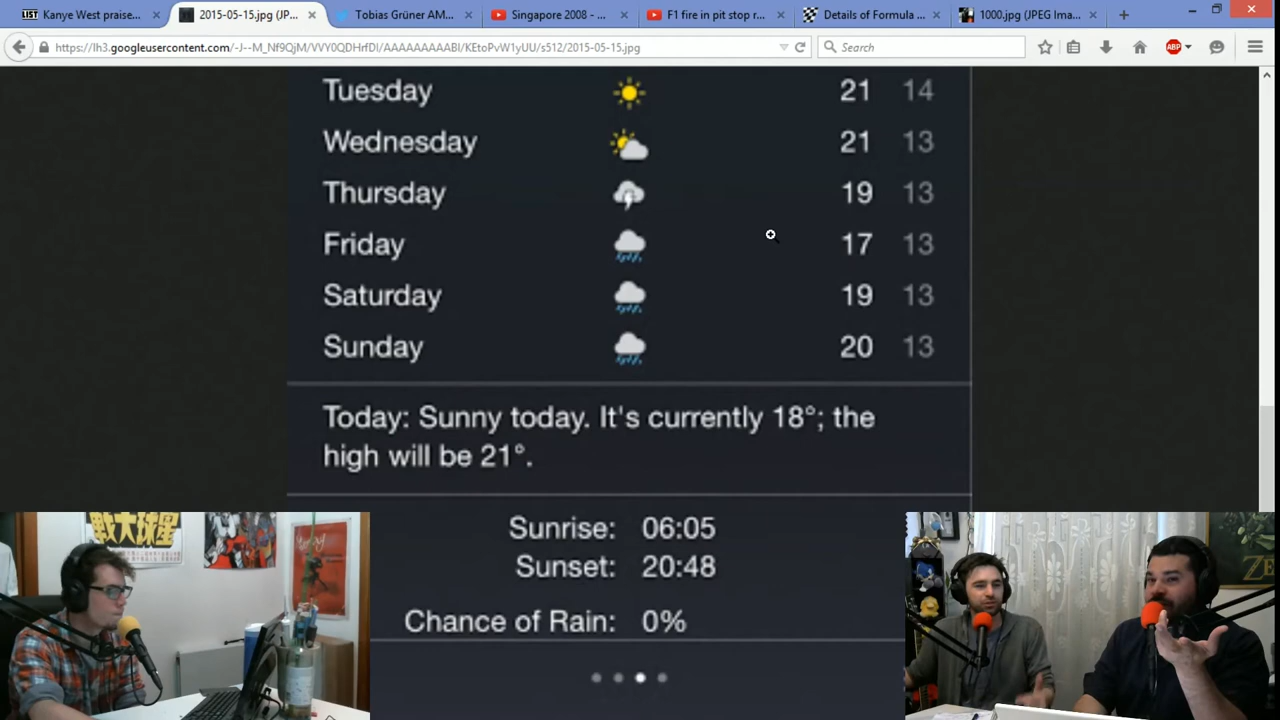 Kanye West praise...
2015-05-15.jpg (JP...
Tobias Grüner AM...
Singapore 2008 - ...
F1 fire in pit stop r...
Details of Formula ...
1000.jpg (JPEG Ima...
https://lh3.googleusercontent.com/-J--M_Nf9QjM/VVY0QDHrfDI/AAAAAAAAABI/KEtoPvW1yUU/s512/2015-05-15.jpg
Search
ABP
Tuesday 21 14
Wednesday 21 13
Thursday 19 13
Friday 17 13
Saturday 19 13
Sunday 20 13
Today: Sunny today. It's currently 18°; the
high will be 21°.
Sunrise: 06:05
Sunset: 20:48
Chance of Rain: 0%